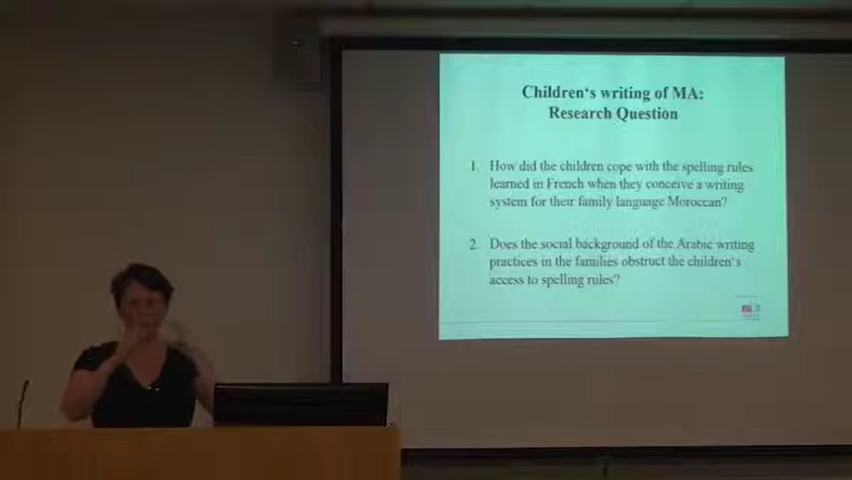 Children‘s writing of MA:
Research Question
1. How did the children cope with the spelling rules
learned in French when they conceive a writing
system for their family language Moroccan?
2. Does the social background of the Arabic writing
practices in the families obstruct the children‘s
access to spelling rules?